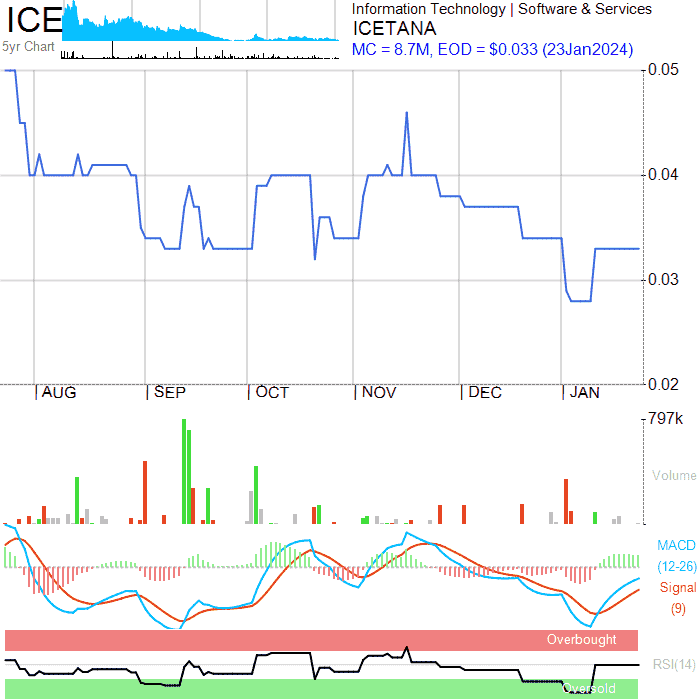 ICE
5yr Chart
Information Technology | Software & Services
ICETANA
MC = 8.7M, EOD = $0.033 (23Jan2024)
0.05
0.04
0.03
0.02
AUG
SEP
OCT
NOV
DEC
JAN
797k
Volume
MACD
(12-26)
Signal
(9)
Overbought
RSI(14)
Oversold